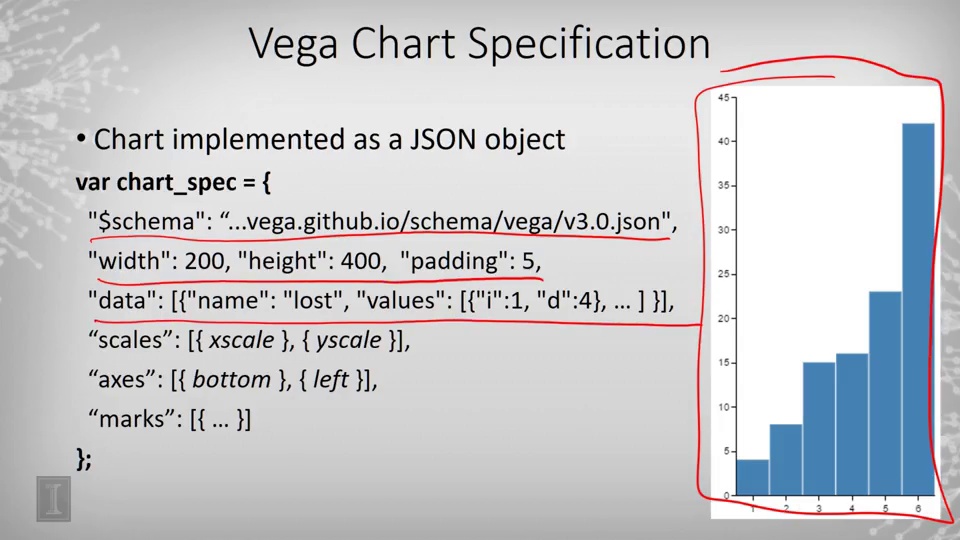 Vega Chart Specification
• Chart implemented as a JSON object
var chart_spec = {
"$schema": “...vega.github.io/schema/vega/v3.0.json",
"width": 200, "height": 400, "padding": 5,
"data": [{"name": "lost", "values": [{"i":1, "d":4}, … ] }],
“scales”: [{ xscale }, { yscale }],
“axes”: [{ bottom }, { left }],
“marks”: [{ … }]
};
I
45
40
35
30
25
20
15
10
5
0
1 2 3 4 5 6